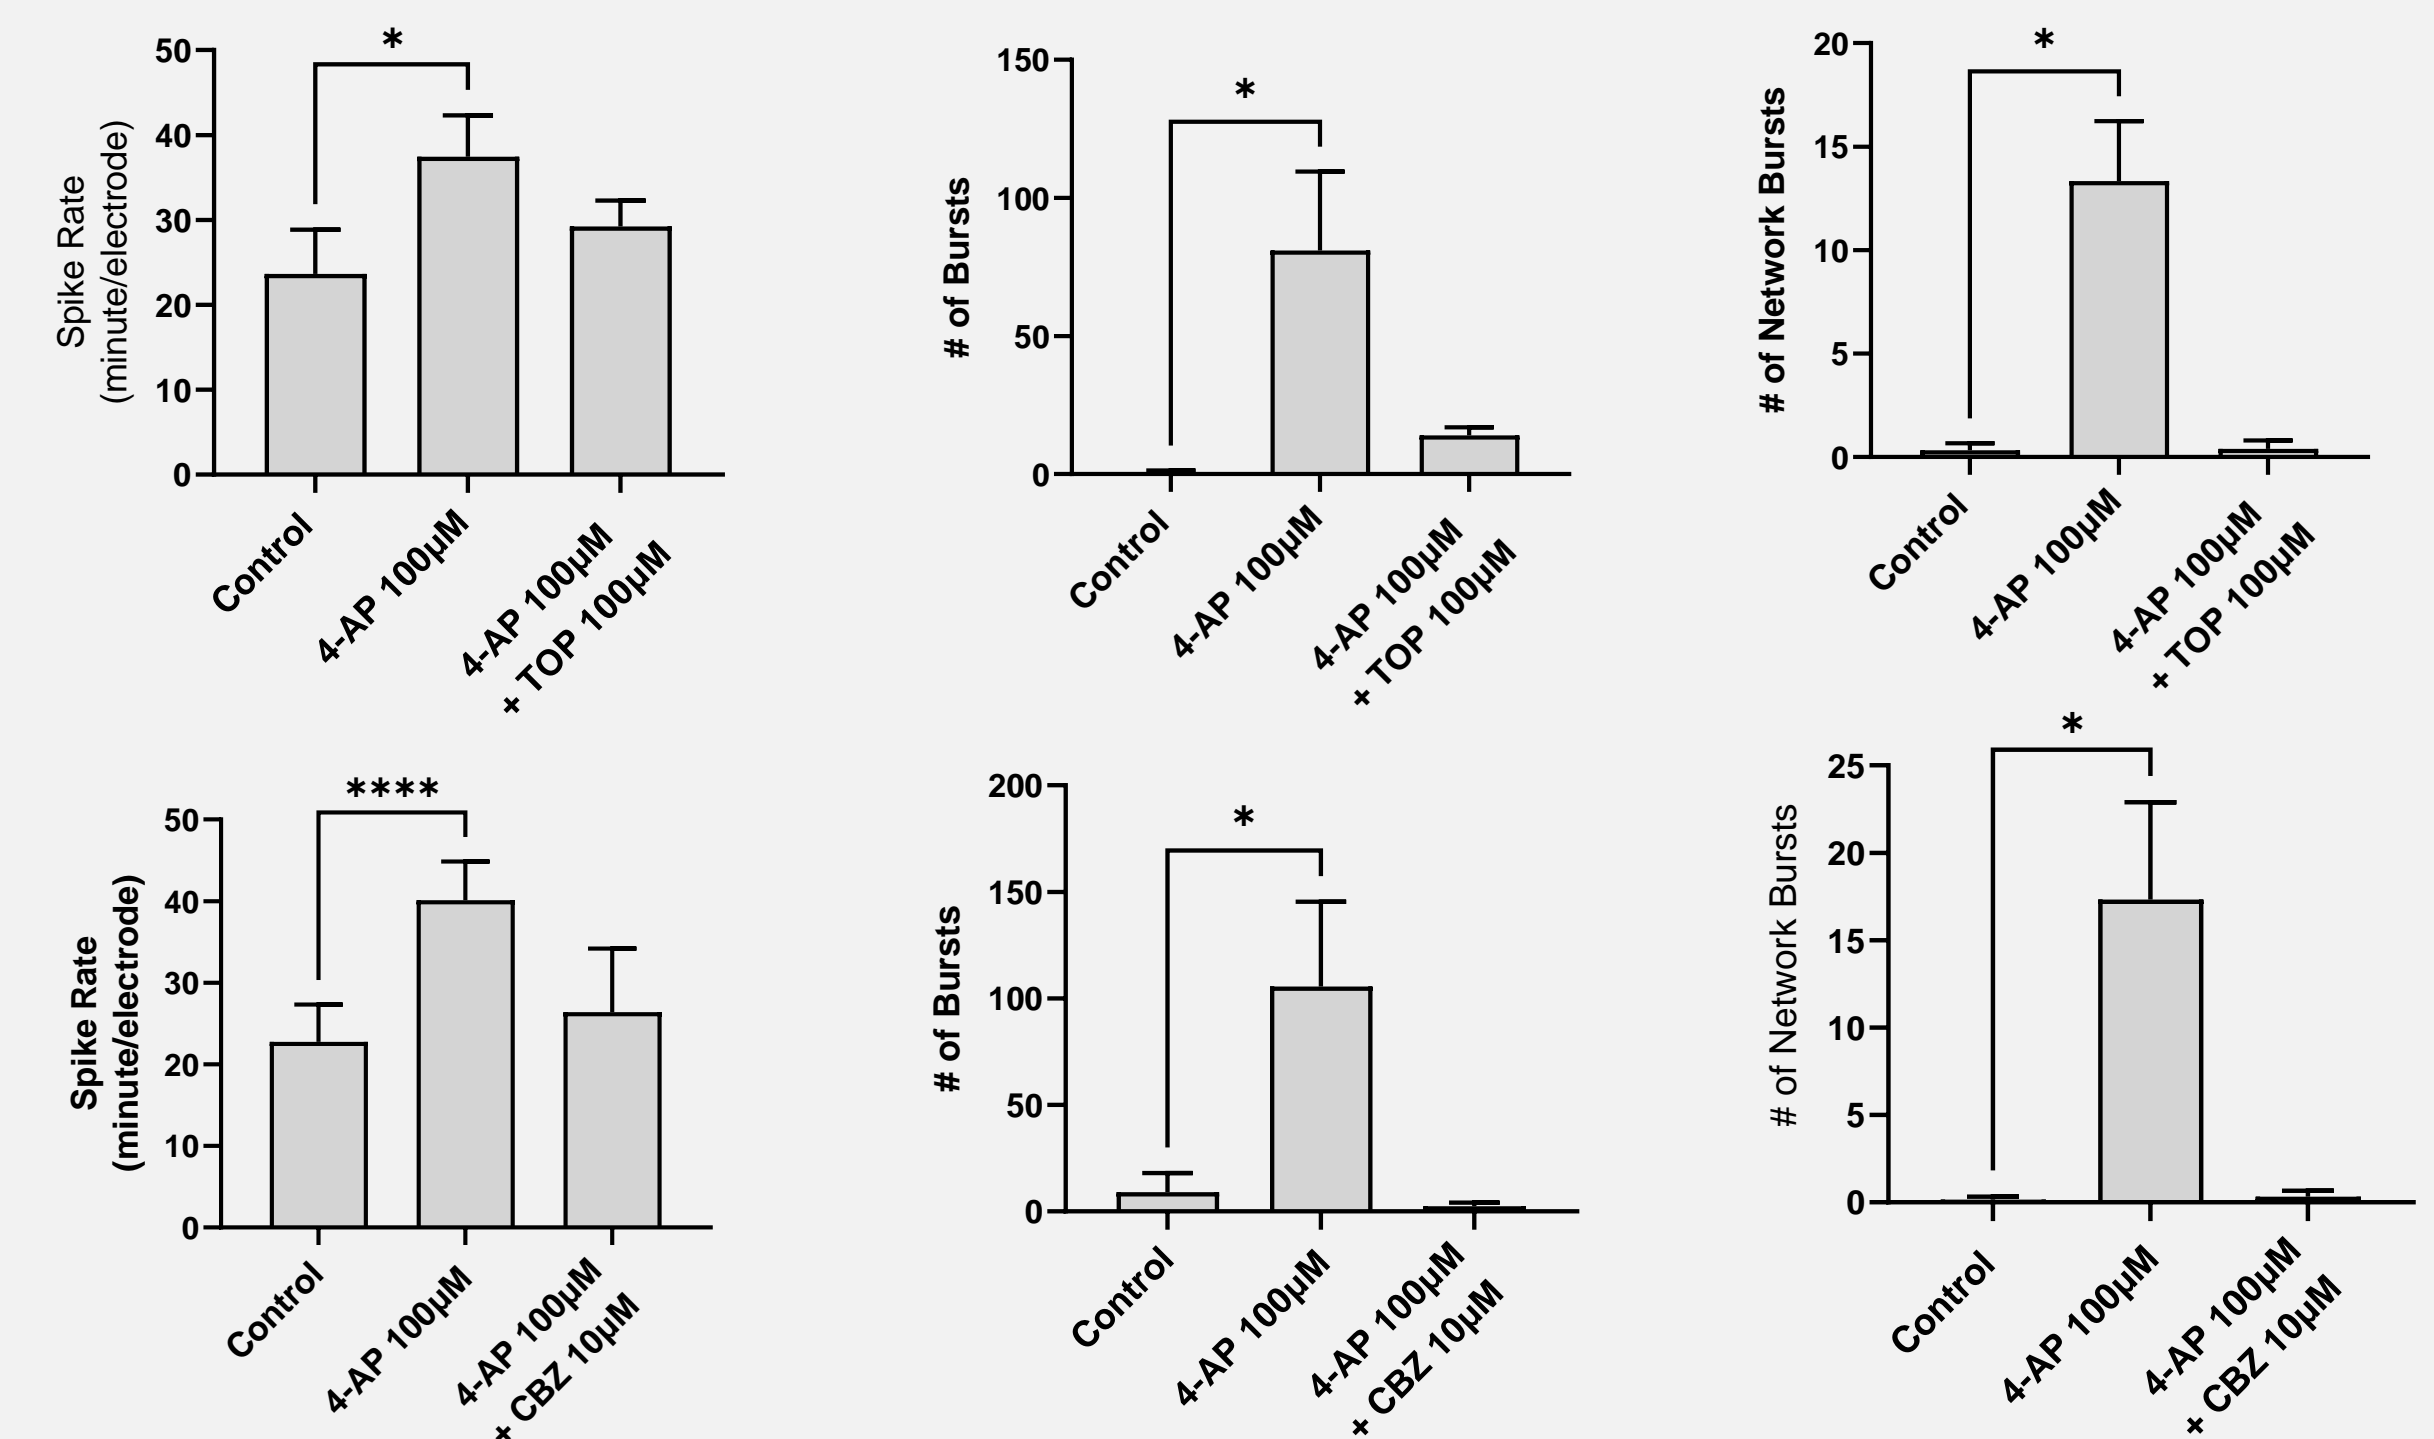 *
50
40
30
20
10
0
Spike Rate
(minute/electrode)
Control
4-AP 100µM
4-AP 100µM
+ TOP 100µM
*
150
100
50
0
# of Bursts
Control
4-AP 100µM
4-AP 100µM
+ TOP 100µM
*
20
15
10
5
0
# of Network Bursts
Control
4-AP 100µM
4-AP 100µM
+ TOP 100µM
****
50
40
30
20
10
0
Spike Rate
(minute/electrode)
Control
4-AP 100µM
4-AP 100µM
+ CBZ 10µM
*
200
150
100
50
0
# of Bursts
Control
4-AP 100µM
4-AP 100µM
+ CBZ 10µM
*
25
20
15
10
5
0
# of Network Bursts
Control
4-AP 100µM
4-AP 100µM
+ CBZ 10µM